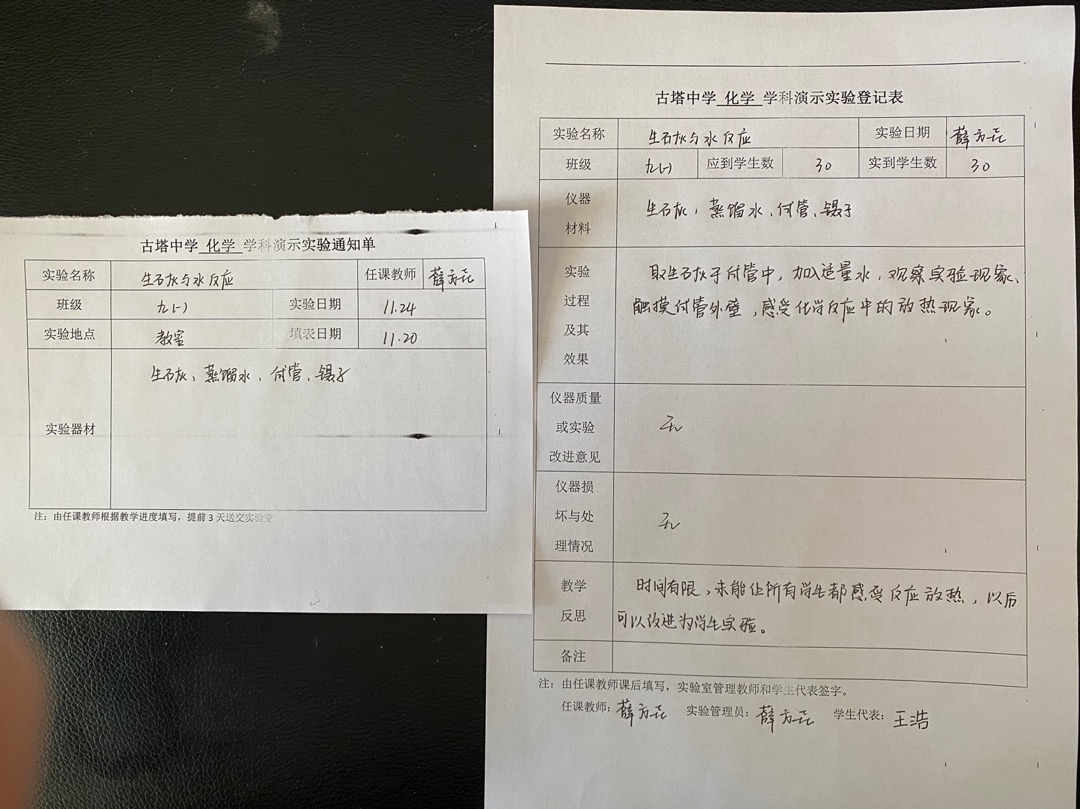 古塔中学 化学 学科演示实验通知单
实验名称 生石灰与水反应 任课教师 薛方磊
班级 九(一) 实验日期 11.24
实验地点 教室 填表日期 11.20
实验器材 生石灰、蒸馏水、试管、镊子
注：由任课教师根据教学进度填写，提前3天送交实验室
古塔中学 化学 学科演示实验登记表
实验名称 生石灰与水反应 实验日期
班级 九(一) 应到学生数 30 实到学生数 30
仪器
材料
生石灰，蒸馏水、试管、镊子
实验
过程
及其
效果
取生石灰于试管中，加入适量水，观察实验现象、
触摸试管外壁，感受化学反应中的放热现象。
仪器质量
或实验
改进意见
无
仪器损
坏与处
理情况
无
教学
反思
时间有限，未能让所有学生都感受反应放热，以后
可以改进为学生实验。
备注
注：由任课教师课后填写，实验室管理教师和学生代表签字。
任课教师： 实验管理员： 学生代表：王浩